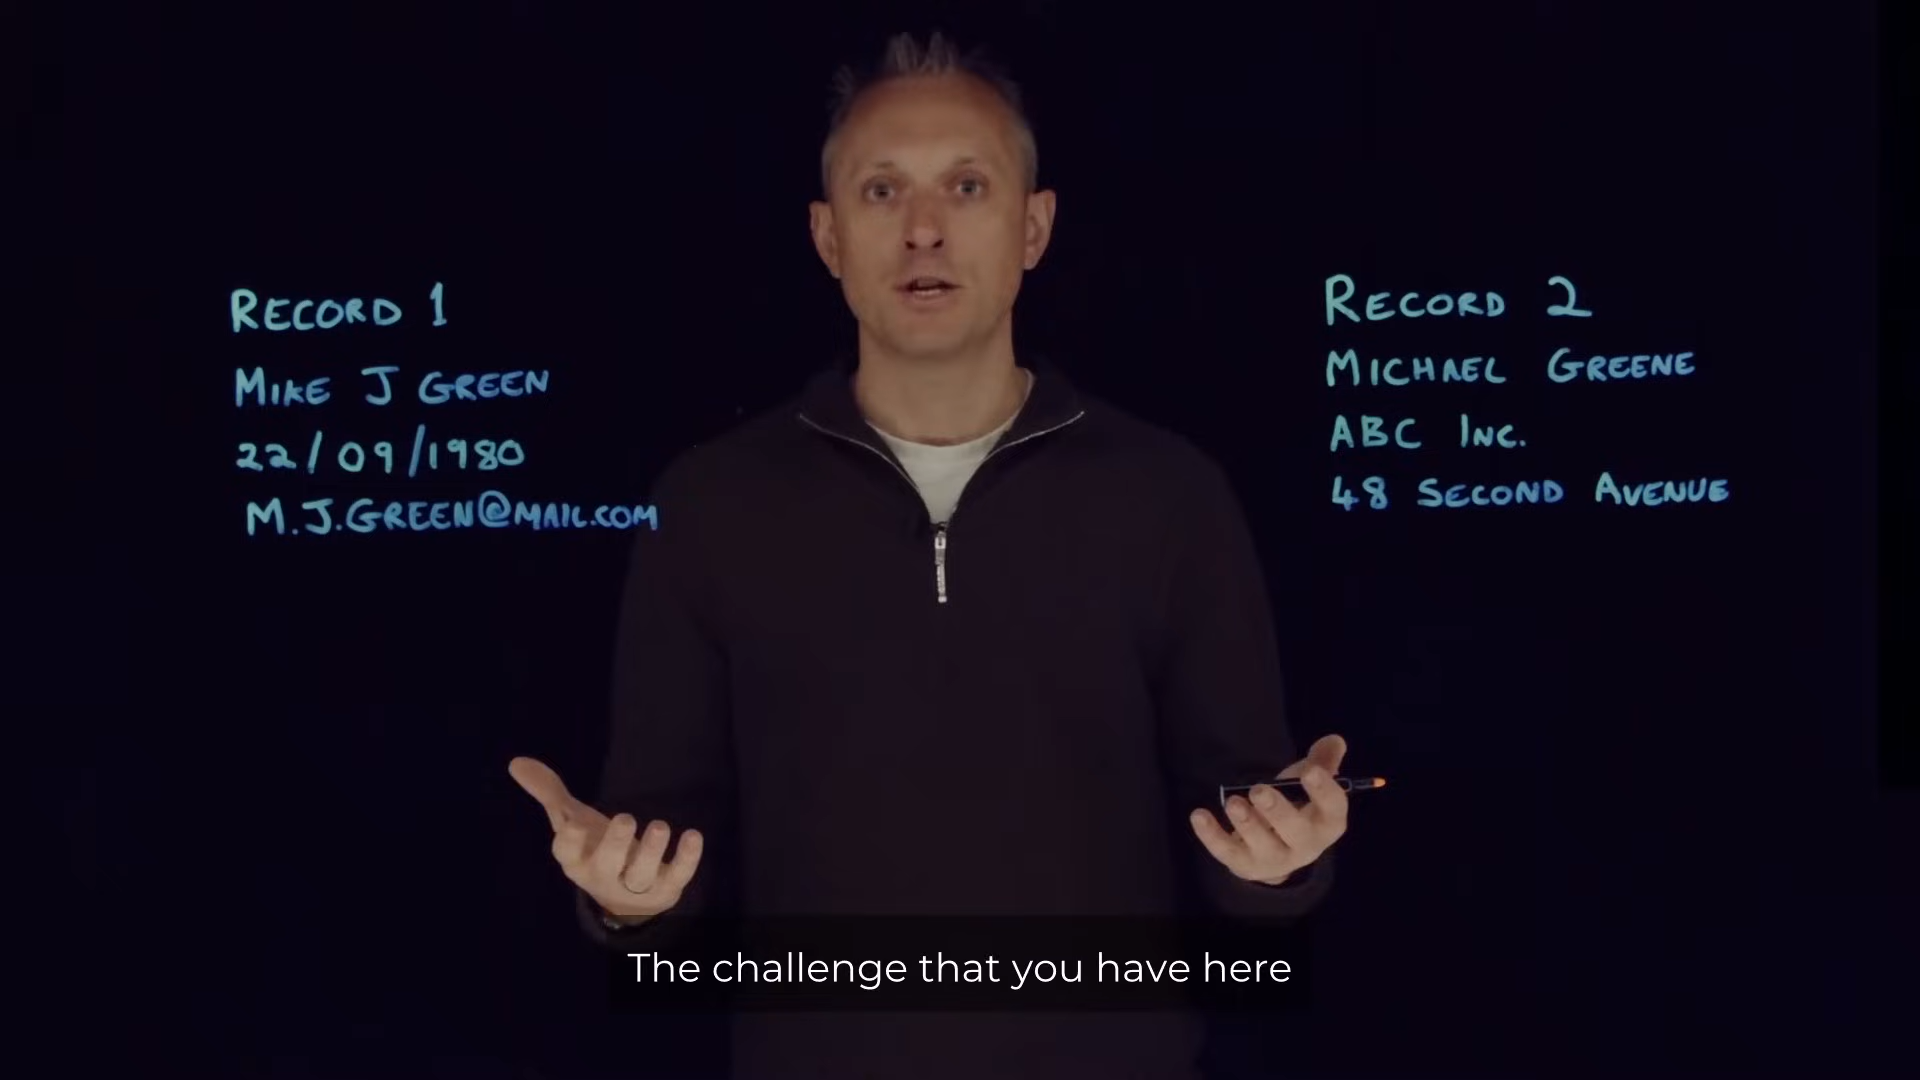 RECORD 1
MIKE J GREEN
22/09/1980
M.J.GREEN@MAIL.COM
RECORD 2
MICHAEL GREENE
ABC INC.
48 SECOND AVENUE
The challenge that you have here